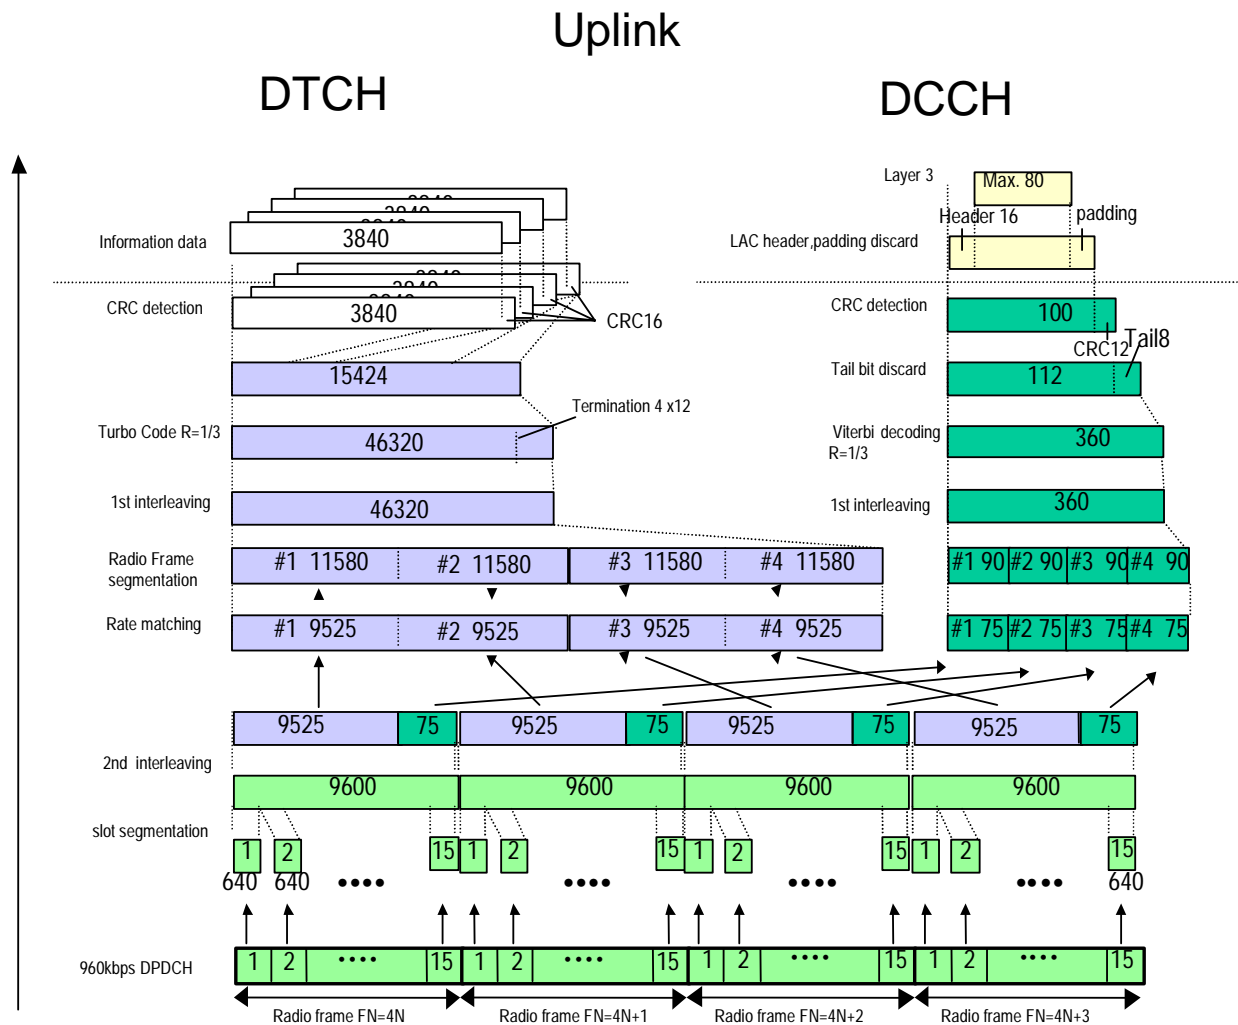 Uplink
DTCH
DCCH
Layer 3
Max. 80
Header 16
padding
Information data
3840
LAC header,padding discard
CRC detection
3840
CRC16
CRC detection
100
CRC12
Tail8
15424
Tail bit discard
112
Termination 4 x12
Turbo Code R=1/3
46320
Viterbi decoding
R=1/3
360
1st interleaving
46320
1st interleaving
360
Radio Frame
segmentation
#1 11580
#2 11580
#3 11580
#4 11580
#1 90
#2 90
#3 90
#4 90
Rate matching
#1 9525
#2 9525
#3 9525
#4 9525
#1 75
#2 75
#3 75
#4 75
9525
75
9525
75
9525
75
9525
75
2nd interleaving
9600
9600
9600
9600
slot segmentation
1
2
15
1
2
15
1
2
15
1
2
15
640
640
••••
••••
••••
••••
640
960kbps DPDCH
1
2
••••
15
1
2
••••
15
1
2
••••
15
1
2
••••
15
Radio frame FN=4N
Radio frame FN=4N+1
Radio frame FN=4N+2
Radio frame FN=4N+3